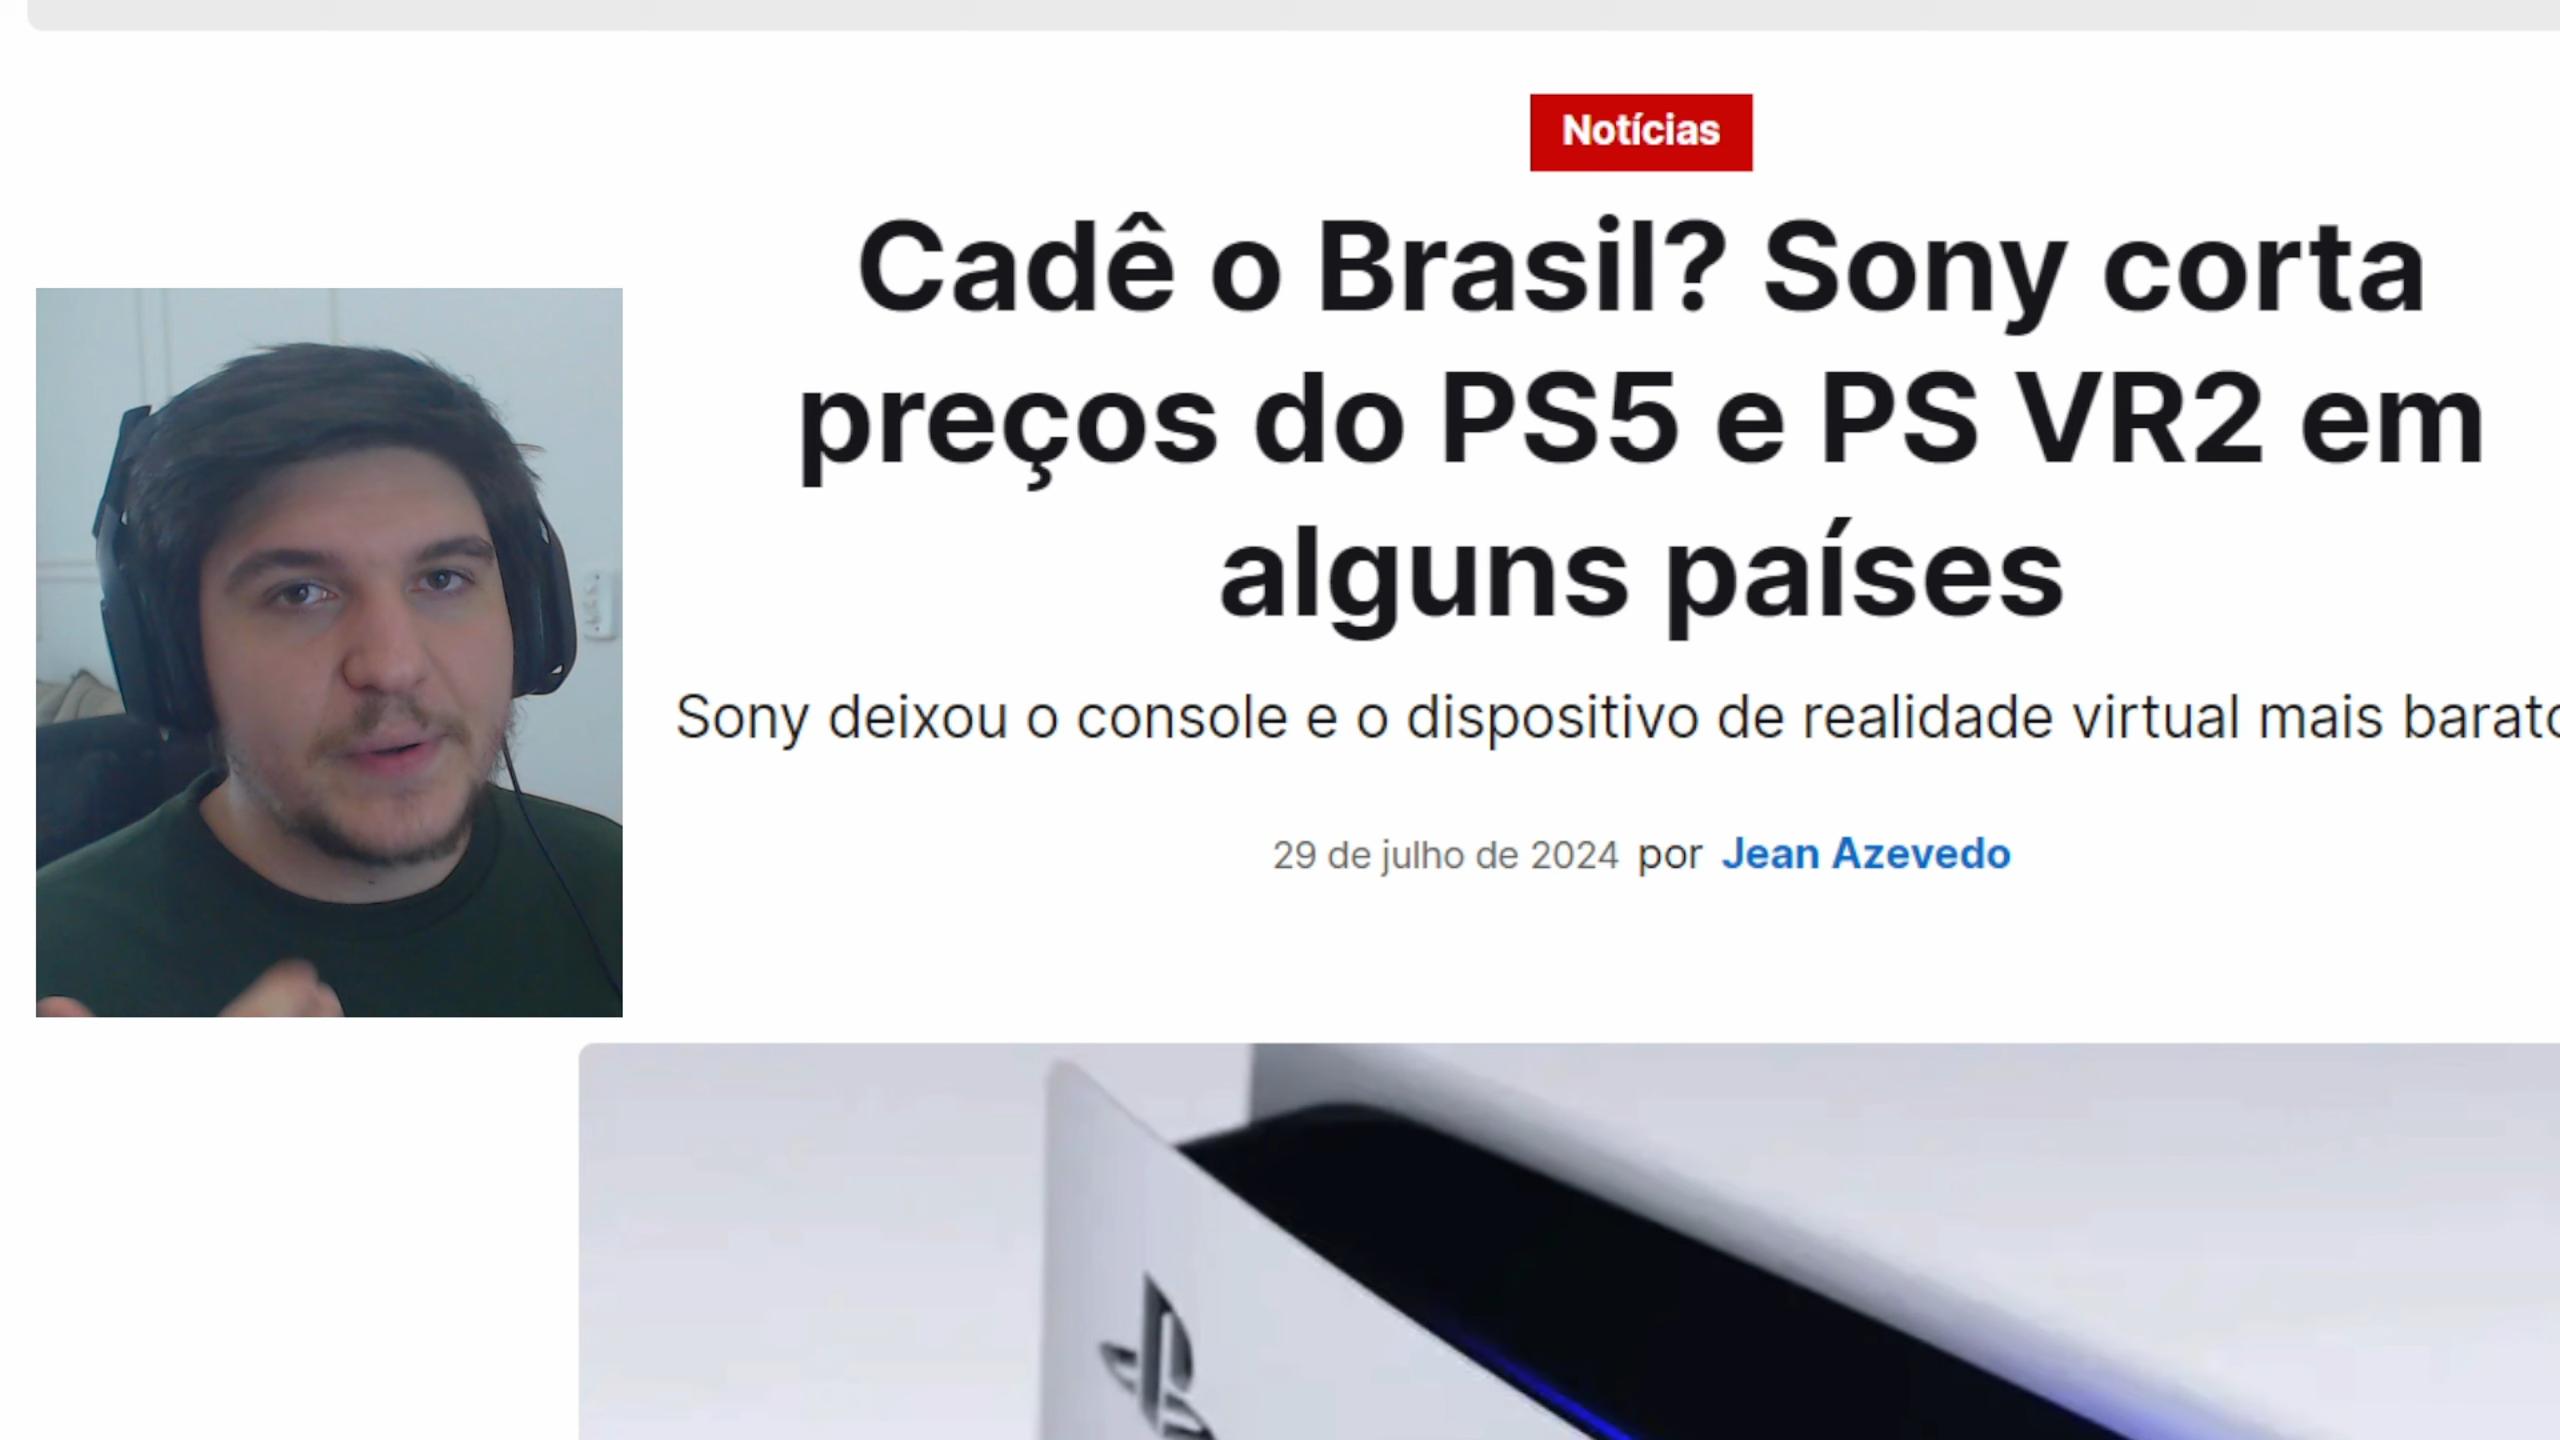 Notícias
Cadê o Brasil? Sony corta
preços do PS5 e PS VR2 em
alguns países
Sony deixou o console e o dispositivo de realidade virtual mais barato
29 de julho de 2024 por Jean Azevedo